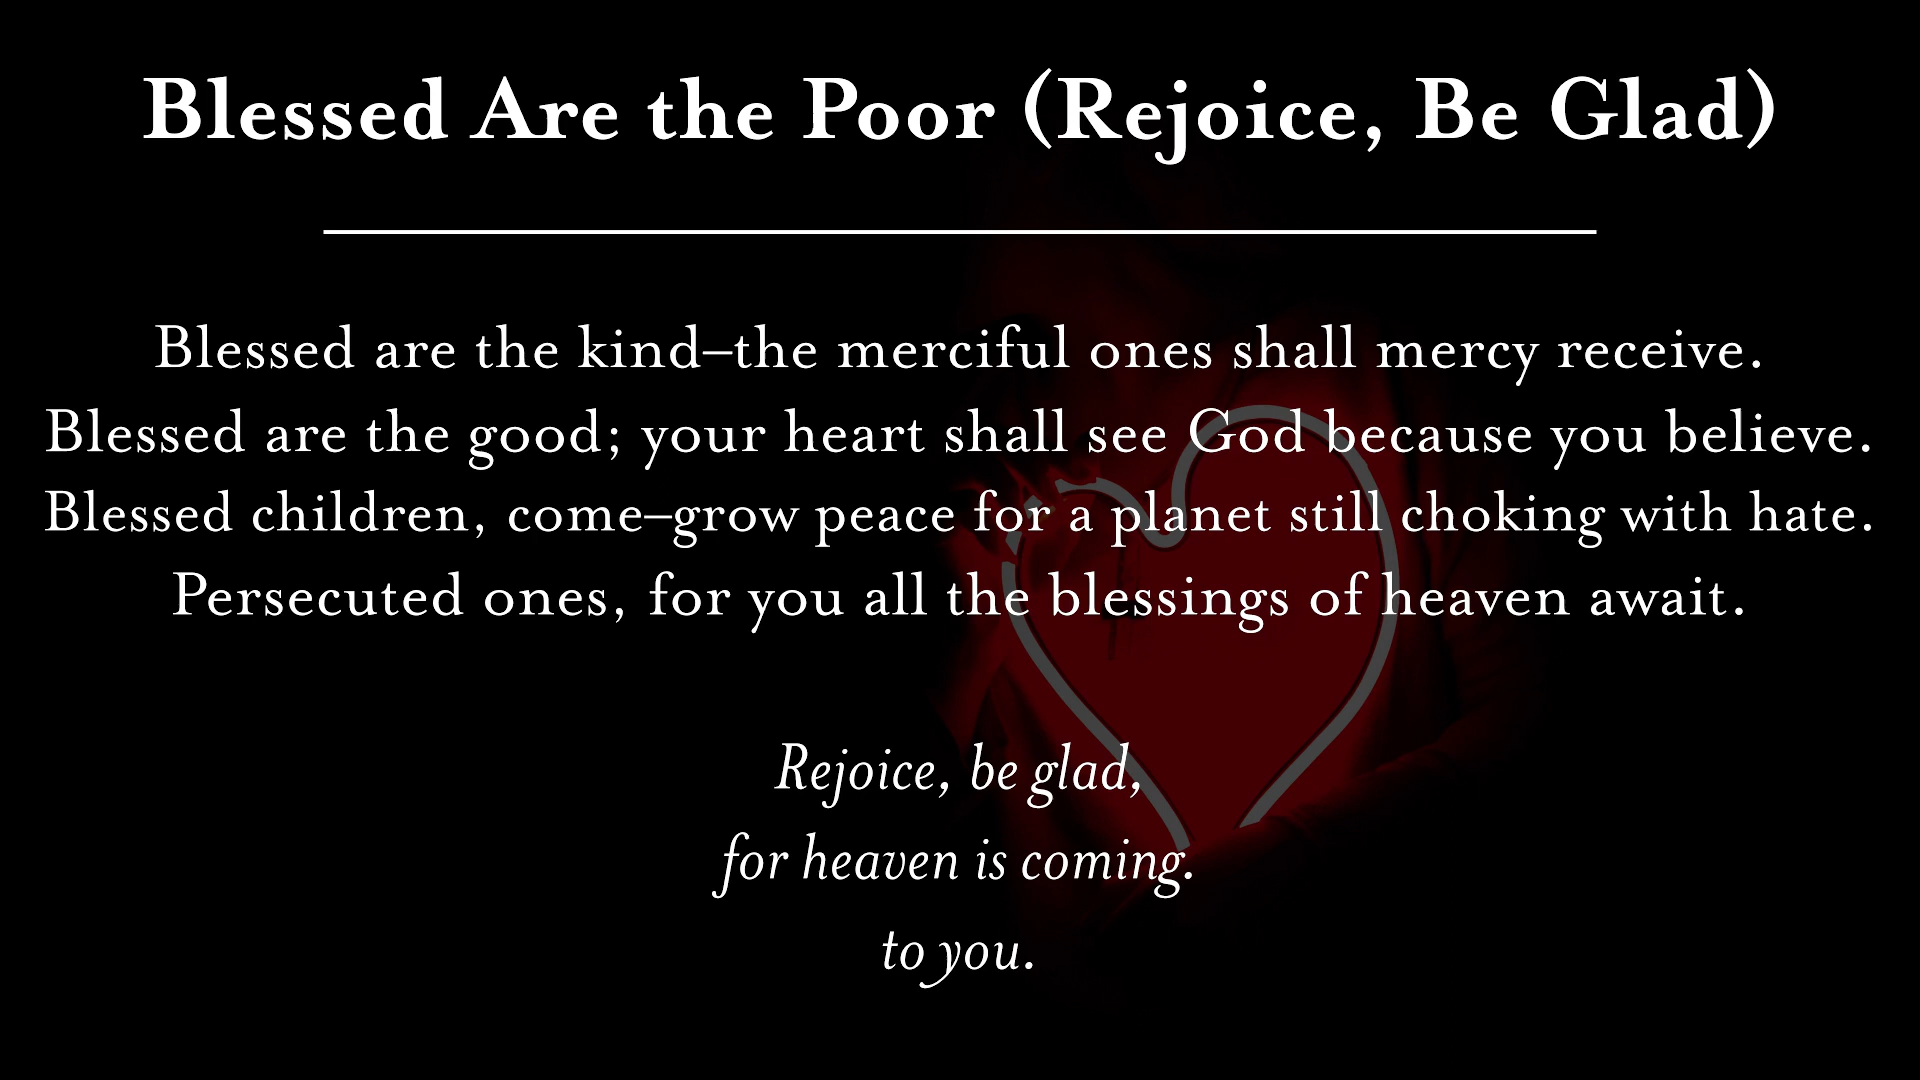 Blessed Are the Poor (Rejoice, Be Glad)
Blessed are the kind–the merciful ones shall mercy receive.
Blessed are the good; your heart shall see God because you believe.
Blessed children, come–grow peace for a planet still choking with hate.
Persecuted ones, for you all the blessings of heaven await.
Rejoice, be glad,
for heaven is coming.
to you.